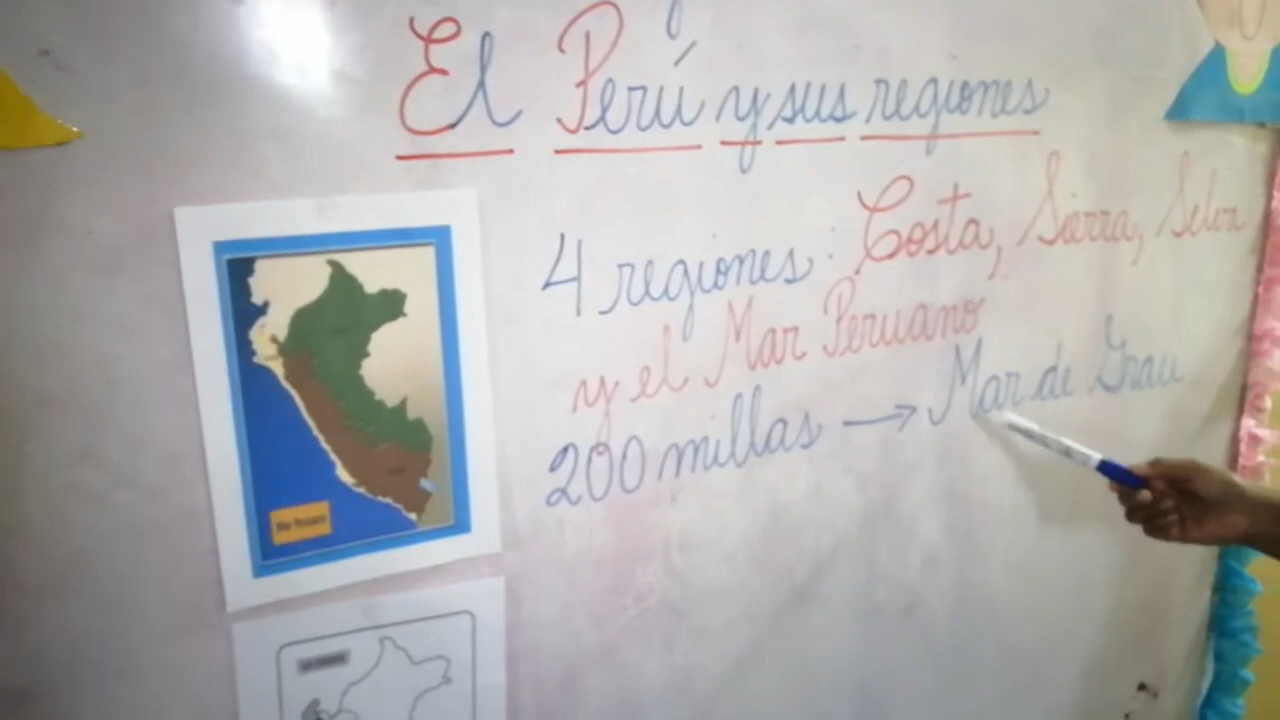 El Perú y sus regiones
4 regiones: Costa, Sierra, Selva
y el Mar Peruano
200 millas → Mar de Grau
Mar Peruano